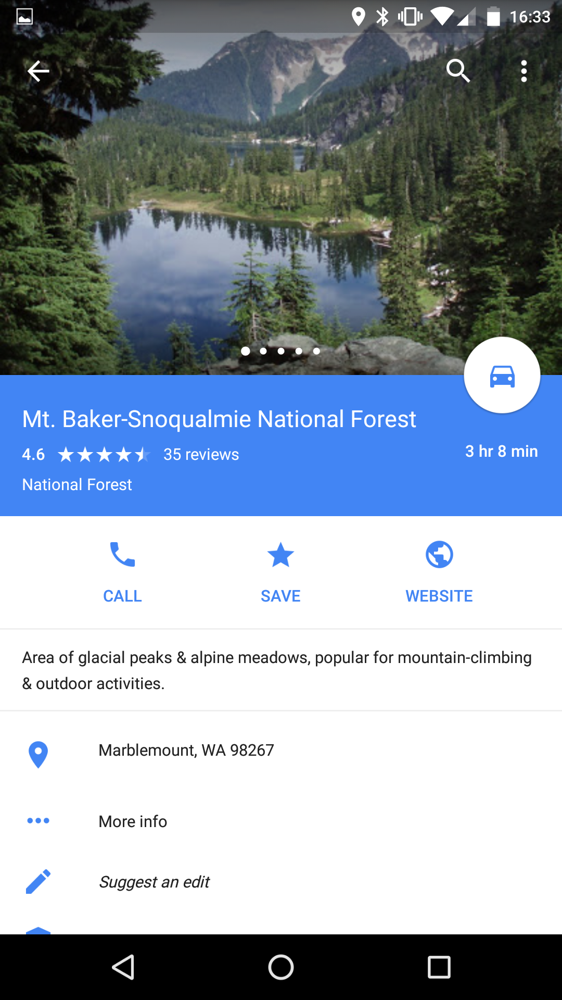 16:33
Mt. Baker-Snoqualmie National Forest
4.6 35 reviews
3 hr 8 min
National Forest
CALL SAVE WEBSITE
Area of glacial peaks & alpine meadows, popular for mountain-climbing
& outdoor activities.
Marblemount, WA 98267
More info
Suggest an edit